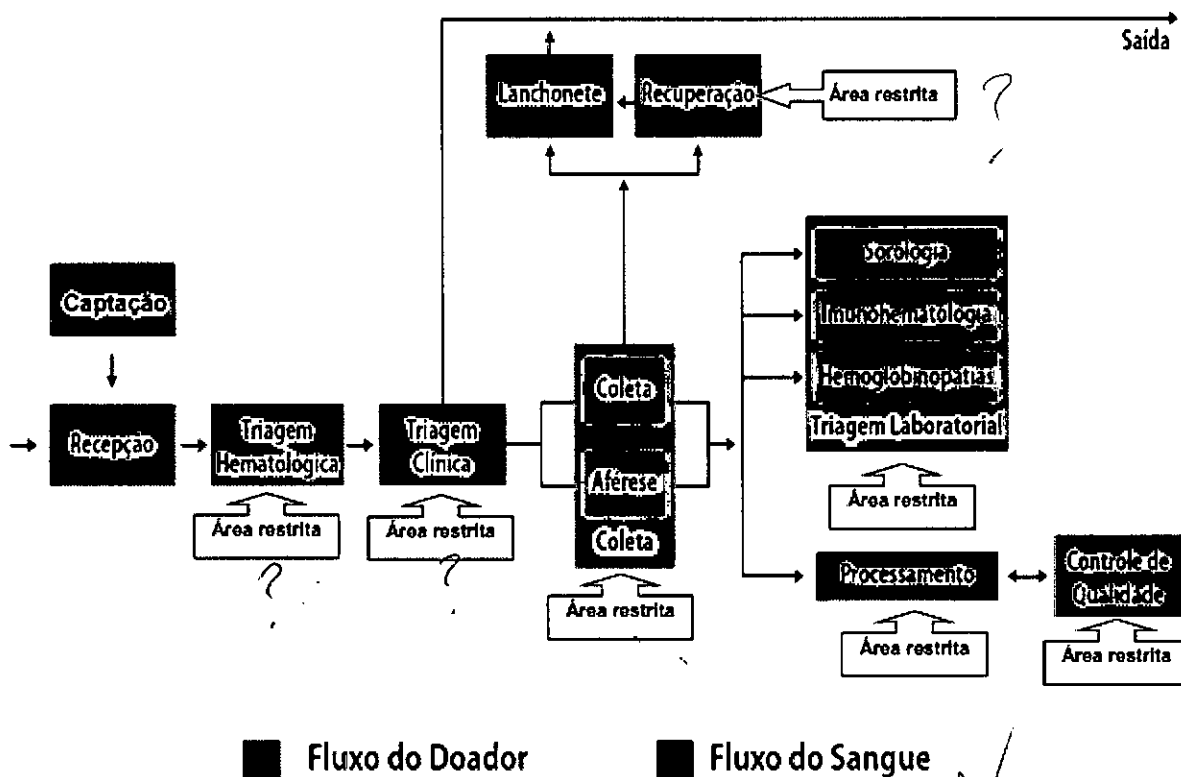 Saída
Lanchonete
Recuperação
Área restrita
?
Captação
Sorologia
Imunohematologia
Hemoglobinopatias
Triagem Laboratorial
Área restrita
Recepção
Triagem
Hematológica
Área restrita
?
Triagem
Clínica
Área restrita
?
Coleta
Aférese
Coleta
Área restrita
Processamento
Área restrita
Controle de
Qualidade
Área restrita
Fluxo do Doador
Fluxo do Sangue